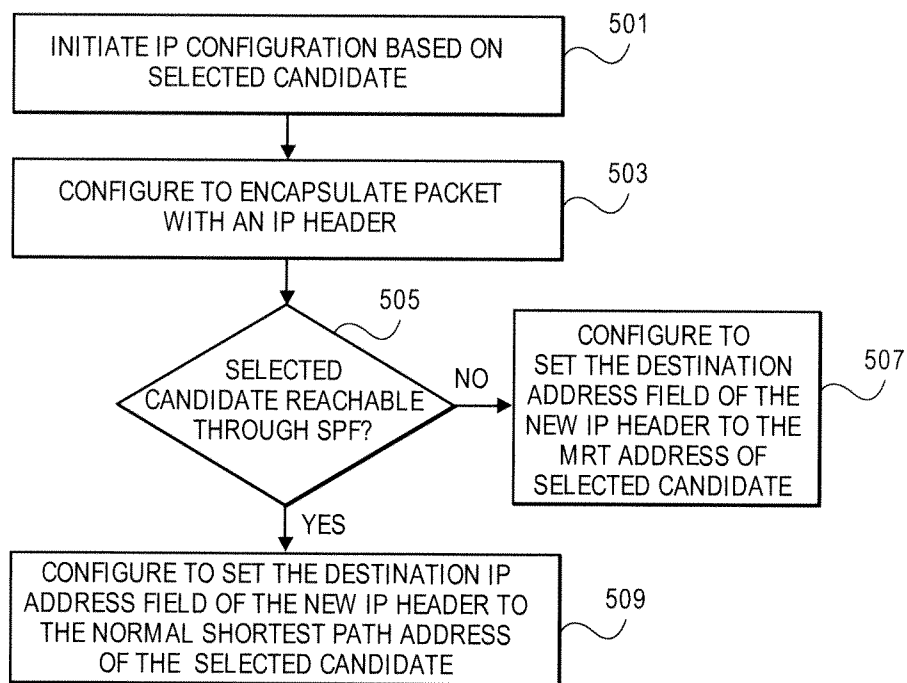 INITIATE IP CONFIGURATION BASED ON
SELECTED CANDIDATE
501
CONFIGURE TO ENCAPSULATE PACKET
WITH AN IP HEADER
503
505
SELECTED
CANDIDATE REACHABLE
THROUGH SPF?
NO
CONFIGURE TO
SET THE DESTINATION
ADDRESS FIELD OF THE
NEW IP HEADER TO THE
MRT ADDRESS OF
SELECTED CANDIDATE
507
YES
CONFIGURE TO SET THE DESTINATION IP
ADDRESS FIELD OF THE NEW IP HEADER TO
THE NORMAL SHORTEST PATH ADDRESS
OF THE SELECTED CANDIDATE
509